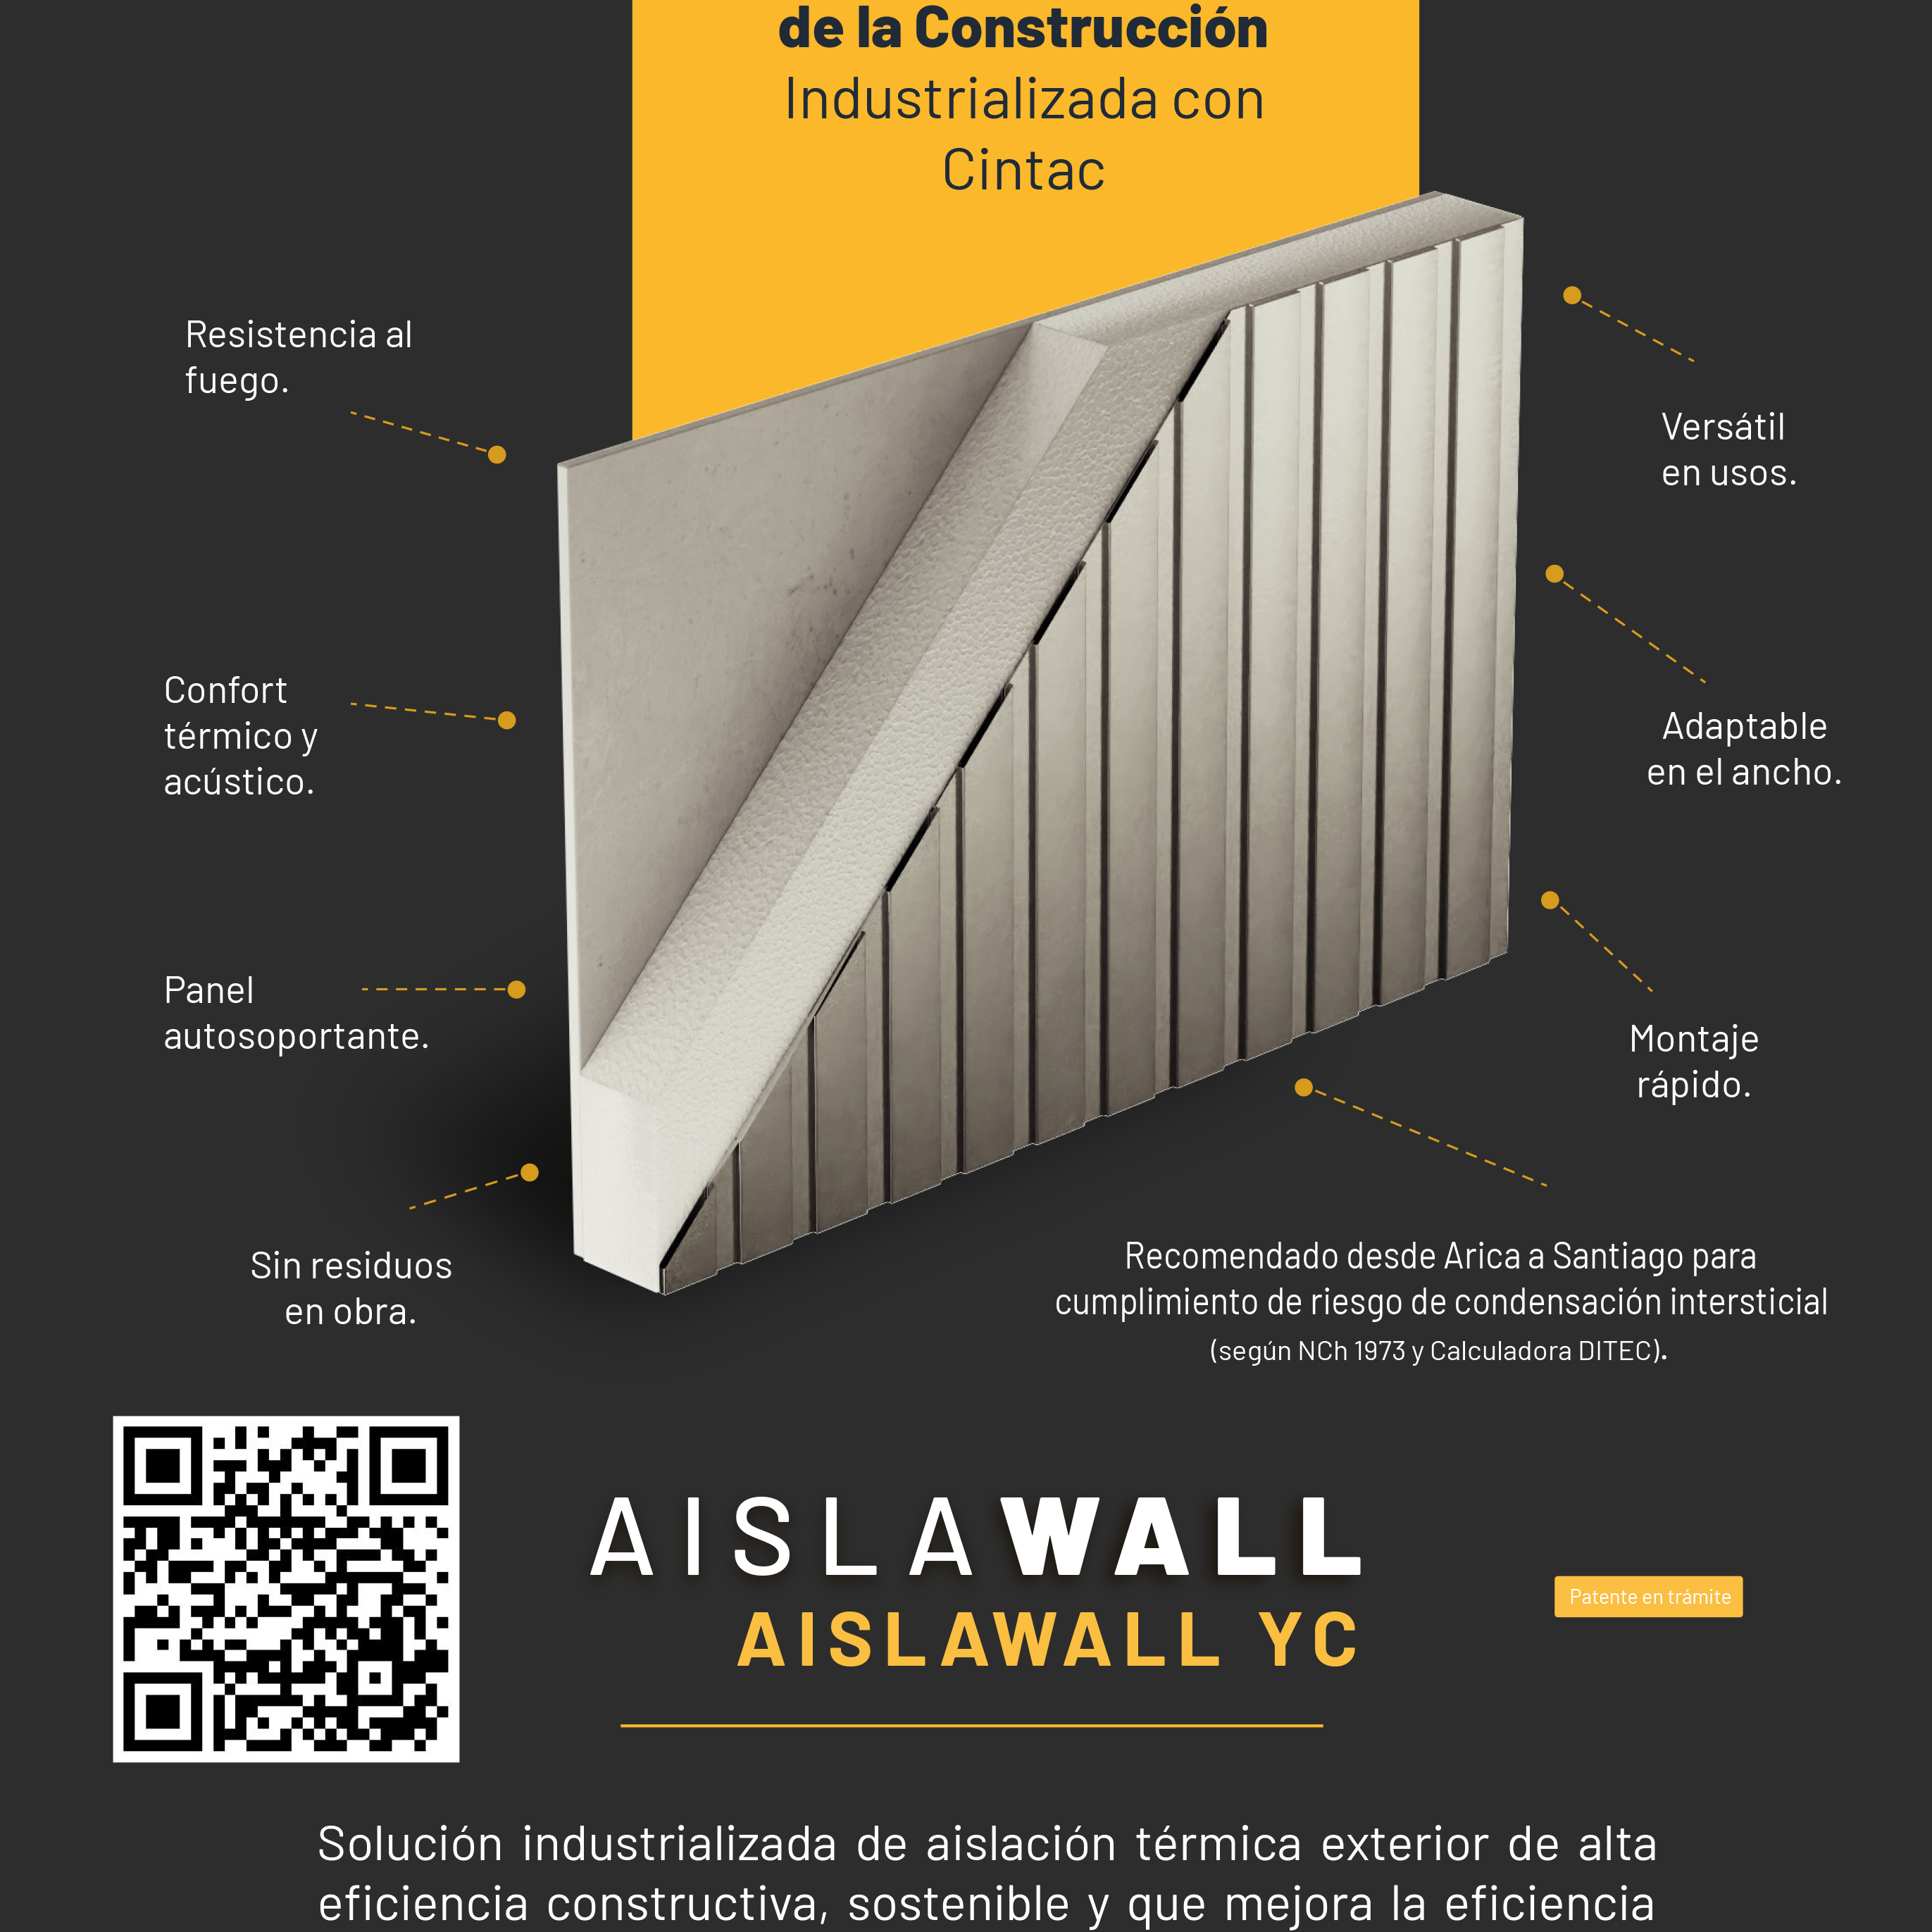 de la Construcción
Industrializada con
Cintac
Resistencia al
fuego.
Versátil
en usos.
Confort
térmico y
acústico.
Adaptable
en el ancho.
Panel
autosoportante.
Montaje
rápido.
Sin residuos
en obra.
Recomendado desde Arica a Santiago para
cumplimiento de riesgo de condensación intersticial
(según NCh 1973 y Calculadora DITEC).
AISLAWALL
AISLAWALL YC
Patente en trámite
Solución industrializada de aislación térmica exterior de alta
eficiencia constructiva, sostenible y que mejora la eficiencia